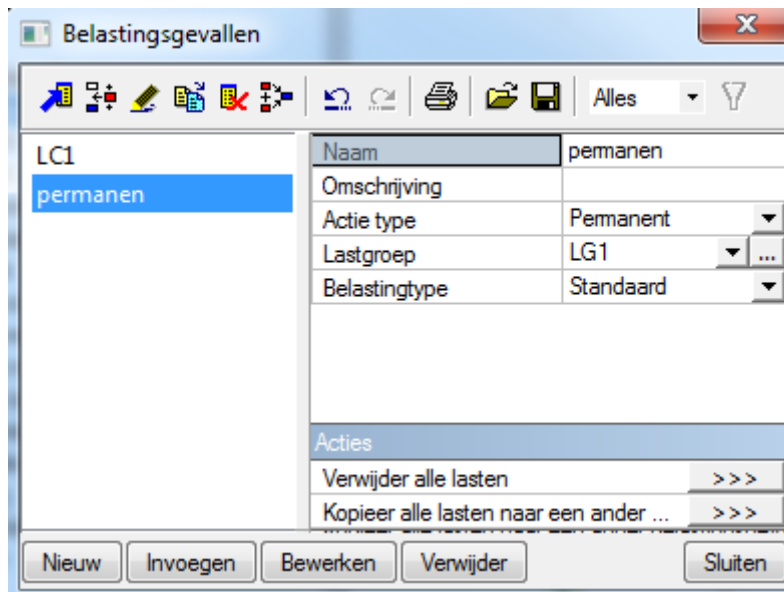 Belastingsgevallen
Alles
LC1
permanen
Naam permanen
Omschrijving
Actie type Permanent
Lastgroep LG1 ...
Belastingtype Standaard
Acties
Verwijder alle lasten >>>
Kopieer alle lasten naar een ander ... >>>
Nieuw Invoegen Bewerken Verwijder Sluiten